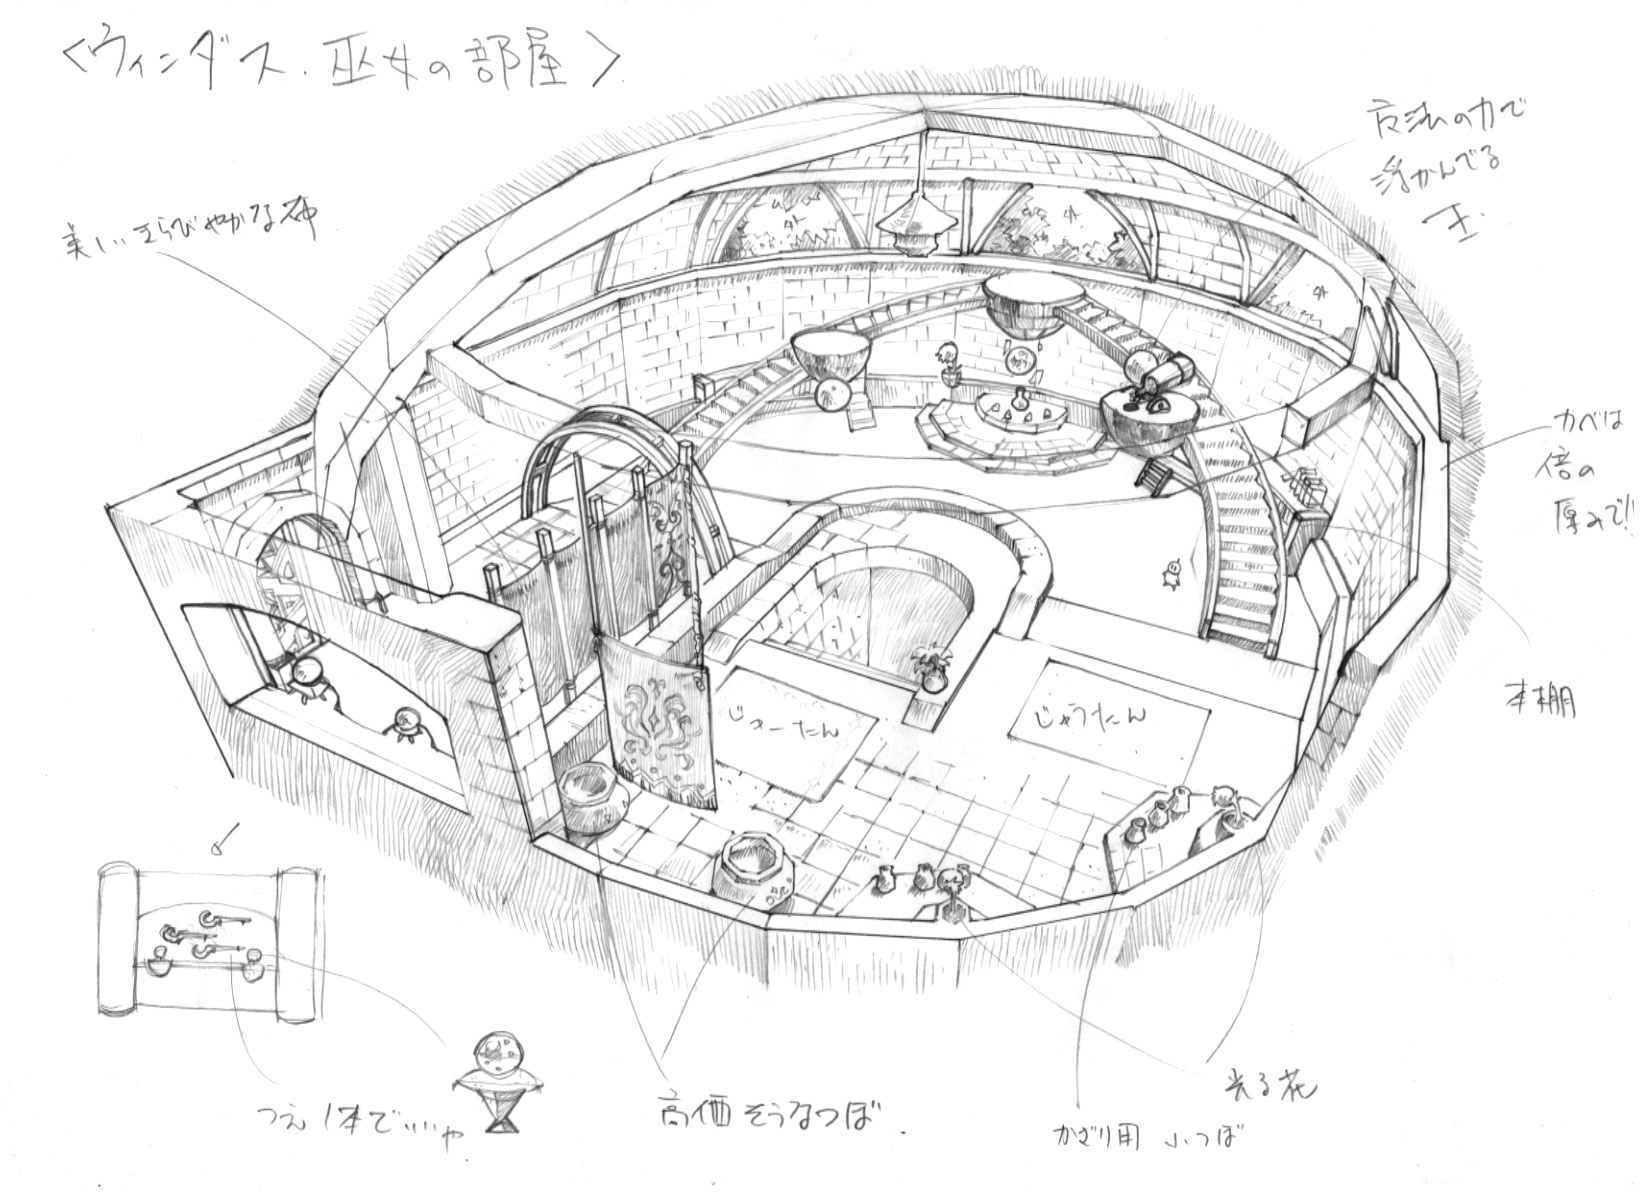 <ウィンダス.巫女の部屋>
魔法の力で
浮かんでる
玉
美しいきらびやかな布
外
外
外
カベは
倍の
厚みで!!
本棚
じゅーたん
じゅうたん
つえ1本でいいや
高価そうなつぼ.
かざり用 小つぼ
光る花